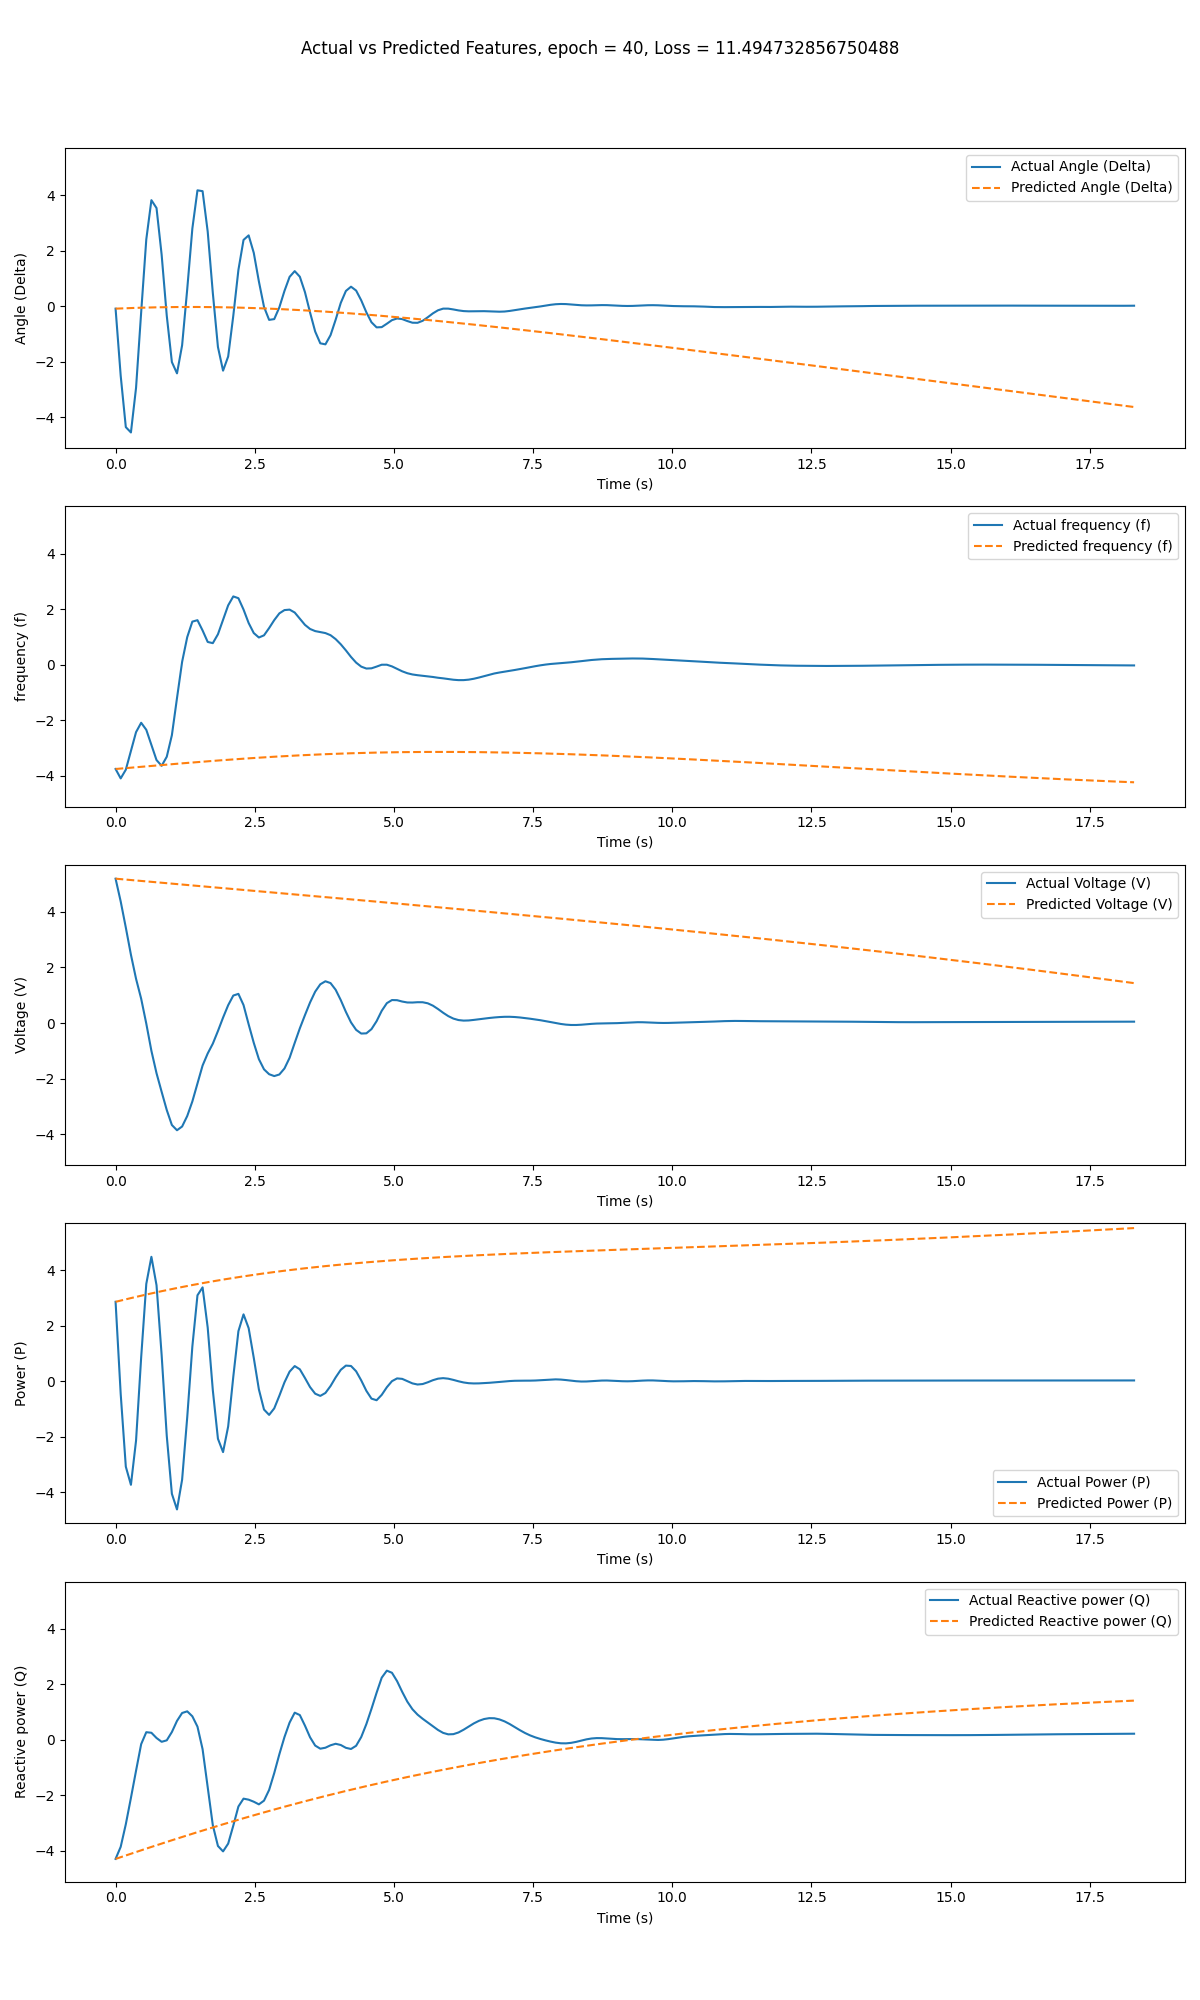 Actual vs Predicted Features, epoch = 40, Loss = 11.494732856750488
Actual Angle (Delta)
Predicted Angle (Delta)
Angle (Delta)
4
2
0
−2
−4
0.0 2.5 5.0 7.5 10.0 12.5 15.0 17.5
Time (s)
Actual frequency (f)
Predicted frequency (f)
frequency (f)
4
2
0
−2
−4
0.0 2.5 5.0 7.5 10.0 12.5 15.0 17.5
Time (s)
Actual Voltage (V)
Predicted Voltage (V)
Voltage (V)
4
2
0
−2
−4
0.0 2.5 5.0 7.5 10.0 12.5 15.0 17.5
Time (s)
Power (P)
4
2
0
−2
−4
Actual Power (P)
Predicted Power (P)
0.0 2.5 5.0 7.5 10.0 12.5 15.0 17.5
Time (s)
Actual Reactive power (Q)
Predicted Reactive power (Q)
Reactive power (Q)
4
2
0
−2
−4
0.0 2.5 5.0 7.5 10.0 12.5 15.0 17.5
Time (s)